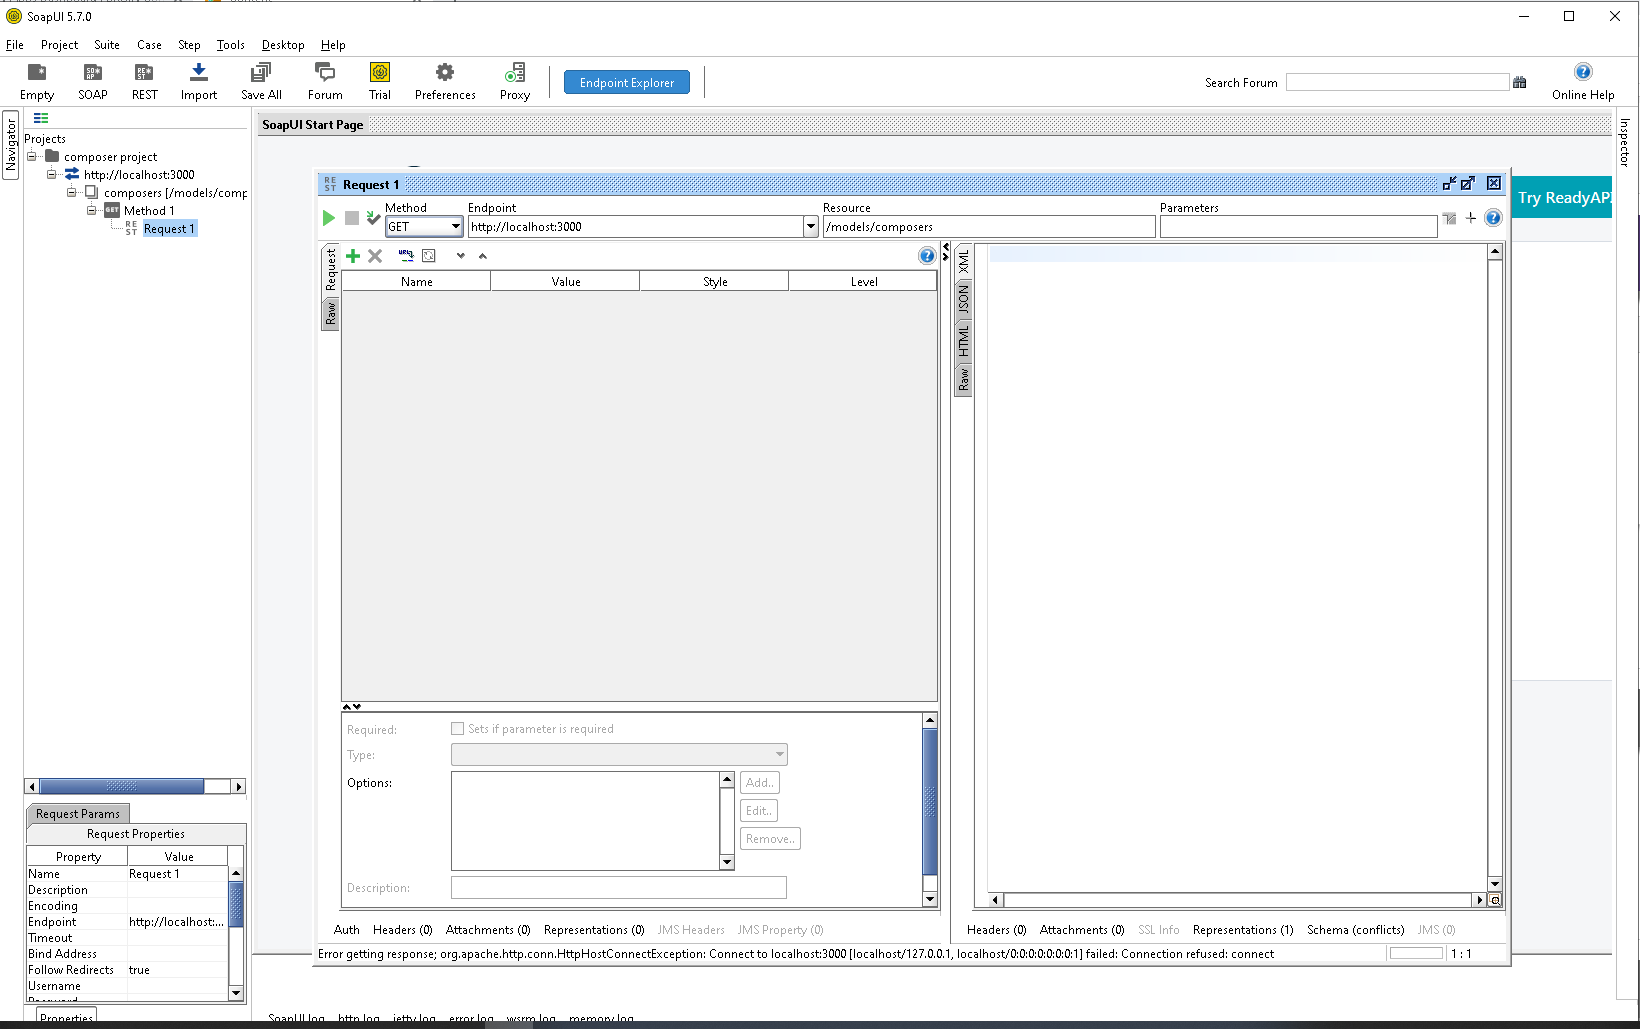 SoapUI 5.7.0
File Project Suite Case Step Tools Desktop Help
Empty SOAP REST Import Save All Forum Trial Preferences Proxy Endpoint Explorer Search Forum Online Help
Navigator
Projects
composer project
http://localhost:3000
composers [/models/comp
GET Method 1
REST Request 1
SoapUI Start Page
Inspector
Try ReadyAPI
REST Request 1
Method Endpoint Resource Parameters
GET http://localhost:3000 /models/composers
Request
Raw
Name Value Style Level
XML
JSON
HTML
Raw
Required: Sets if parameter is required
Type:
Options: Add..
Edit..
Remove..
Description:
Auth Headers (0) Attachments (0) Representations (0) JMS Headers JMS Property (0)
Headers (0) Attachments (0) SSL Info Representations (1) Schema (conflicts) JMS (0)
Error getting response; org.apache.http.conn.HttpHostConnectException: Connect to localhost:3000 [localhost/127.0.0.1, localhost/0:0:0:0:0:0:0:1] failed: Connection refused: connect 1 : 1
Request Params
Request Properties
Property Value
Name Request 1
Description
Encoding
Endpoint http://localhost:...
Timeout
Bind Address
Follow Redirects true
Username
Password
Properties
SoapUI log http log jetty log error log wsrm log memory log